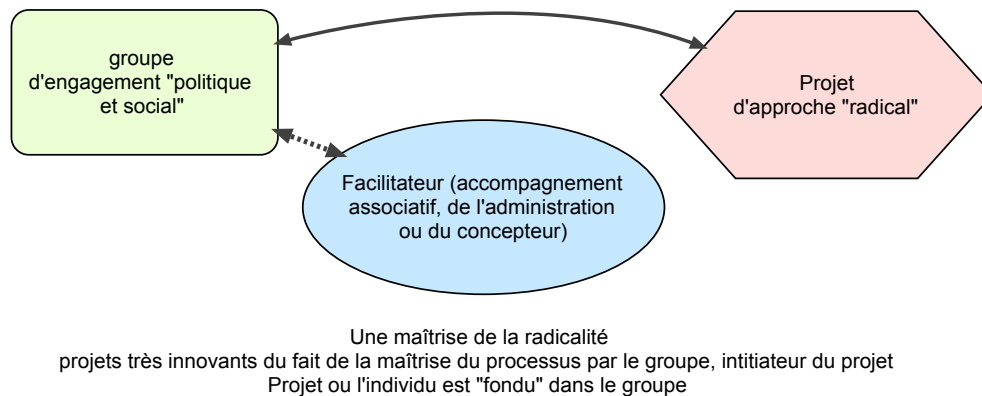 groupe
d'engagement "politique
et social"
Projet
d'approche "radical"
Facilitateur (accompagnement
associatif, de l'administration
ou du concepteur)
Une maîtrise de la radicalité
projets très innovants du fait de la maîtrise du processus par le groupe, intitiateur du projet
Projet ou l'individu est "fondu" dans le groupe